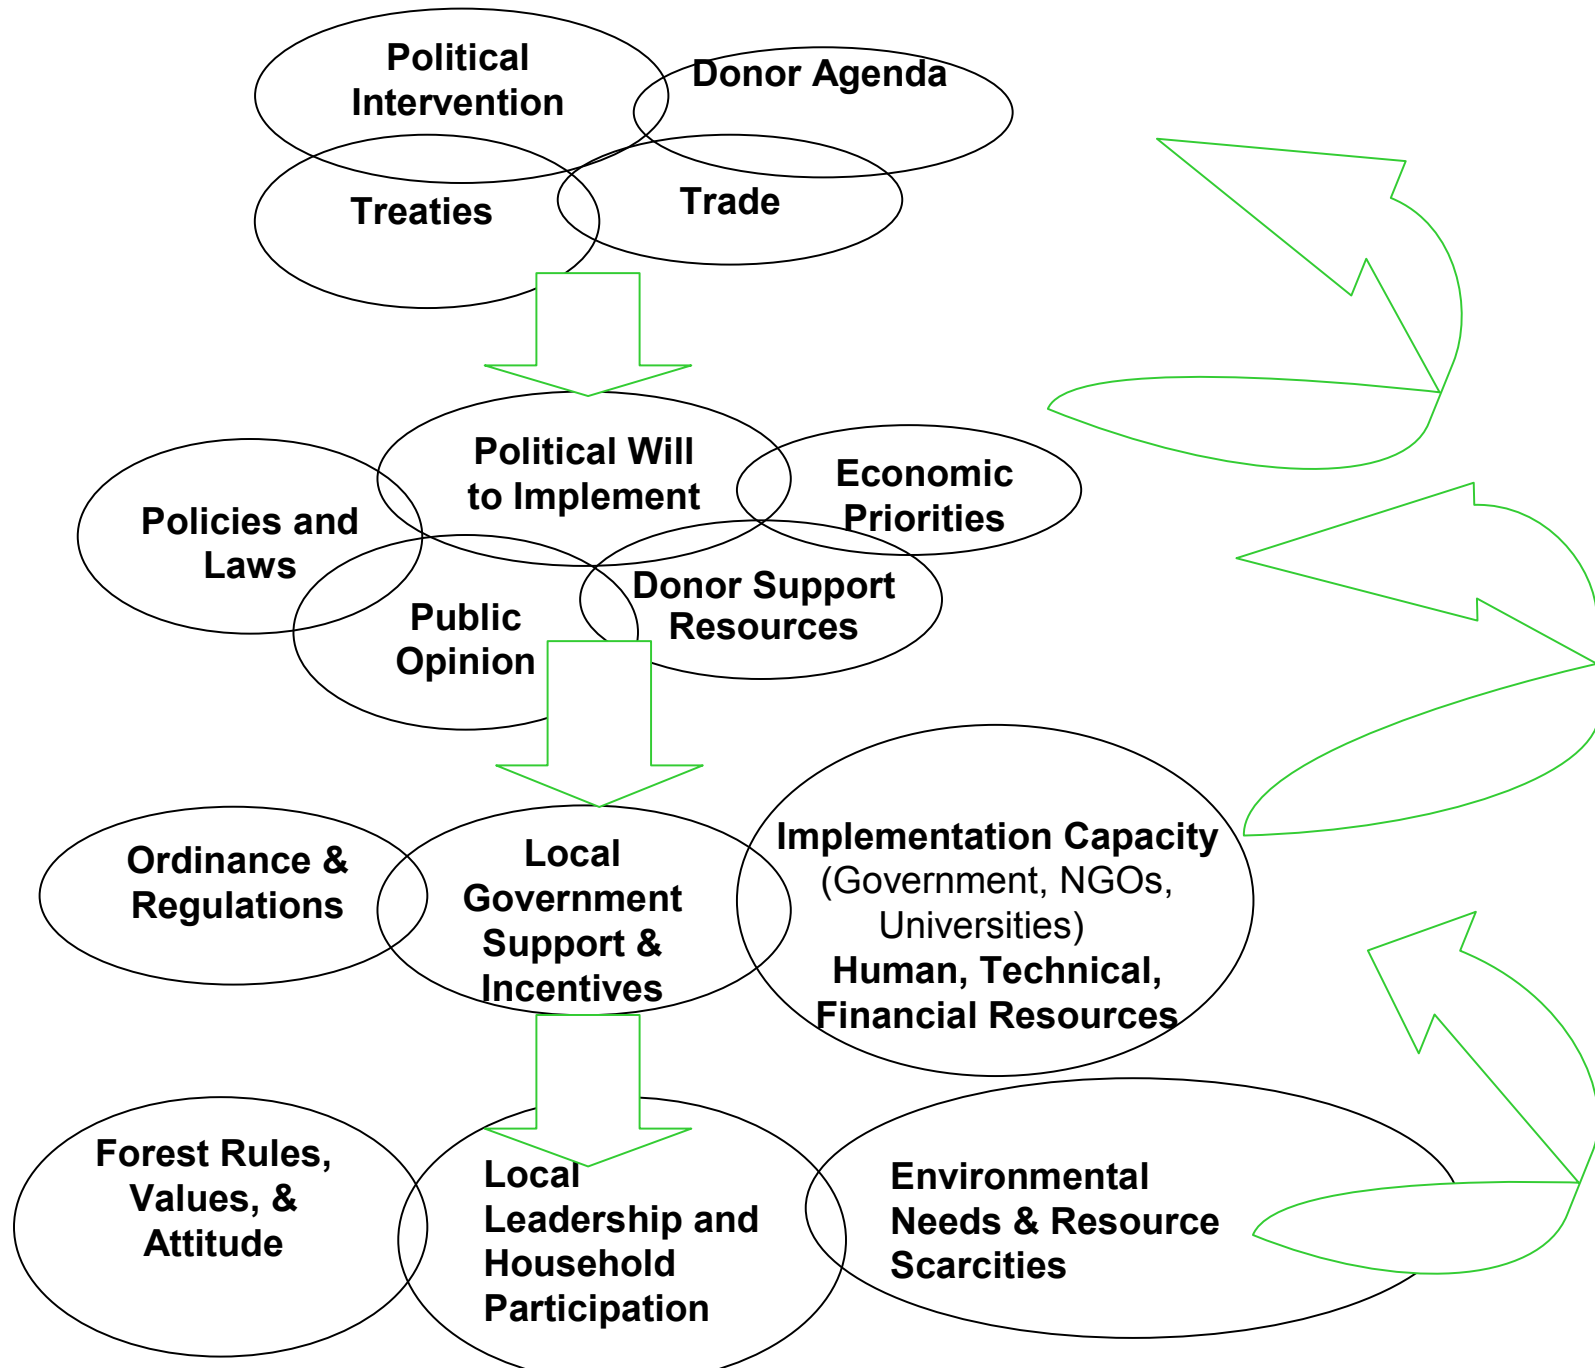 Political
Intervention
Donor Agenda
Treaties
Trade
Political Will
to Implement
Economic
Priorities
Policies and
Laws
Donor Support
Resources
Public
Opinion
Ordinance &
Regulations
Local
Government
Support &
Incentives
Implementation Capacity
(Government, NGOs,
Universities)
Human, Technical,
Financial Resources
Forest Rules,
Values, &
Attitude
Local
Leadership and
Household
Participation
Environmental
Needs & Resource
Scarcities